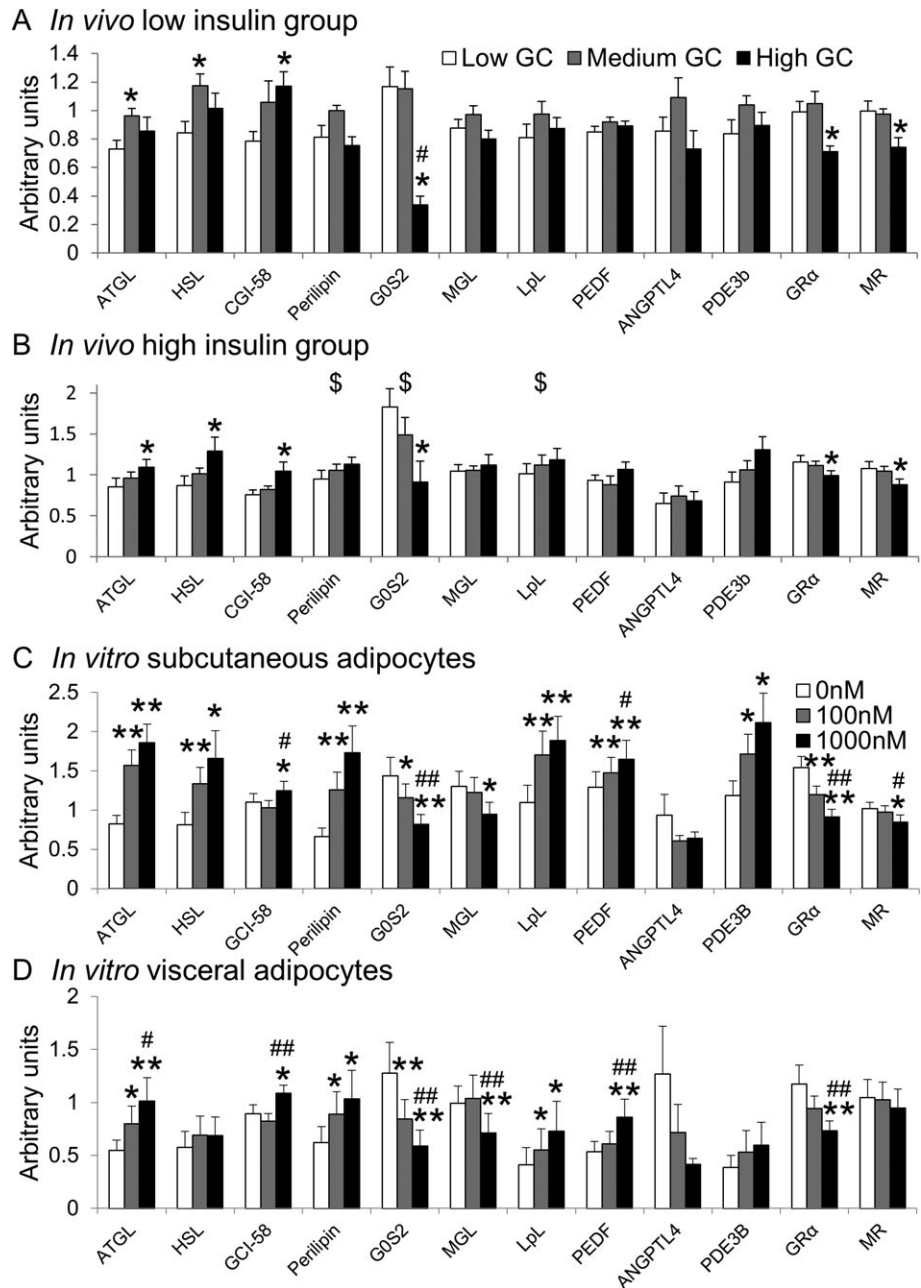 A In vivo low insulin group
Low GC Medium GC High GC
Arbitrary units
1.4
1.2
1
0.8
0.6
0.4
0.2
0
* * * # * * *
ATGL HSL CGI-58 Perilipin G0S2 MGL LpL PEDF ANGPTL4 PDE3b GRα MR
B In vivo high insulin group
Arbitrary units
2
1.5
1
0.5
0
* * * $ $ * $ * *
ATGL HSL CGI-58 Perilipin G0S2 MGL LpL PEDF ANGPTL4 PDE3b GRα MR
C In vitro subcutaneous adipocytes
0nM
100nM
1000nM
Arbitrary units
2.5
2
1.5
1
0.5
0
** ** ** * # * ** ** * ## ** * ** ** ** # ** * * ** ## ** # *
ATGL HSL GCI-58 Perilipin G0S2 MGL LpL PEDF ANGPTL4 PDE3B GRα MR
D In vitro visceral adipocytes
Arbitrary units
2
1.5
1
0.5
0
* # ** ## * * * ** ## ** ## ** * * ## ** ## **
ATGL HSL GCI-58 Perilipin G0S2 MGL LpL PEDF ANGPTL4 PDE3B GRα MR